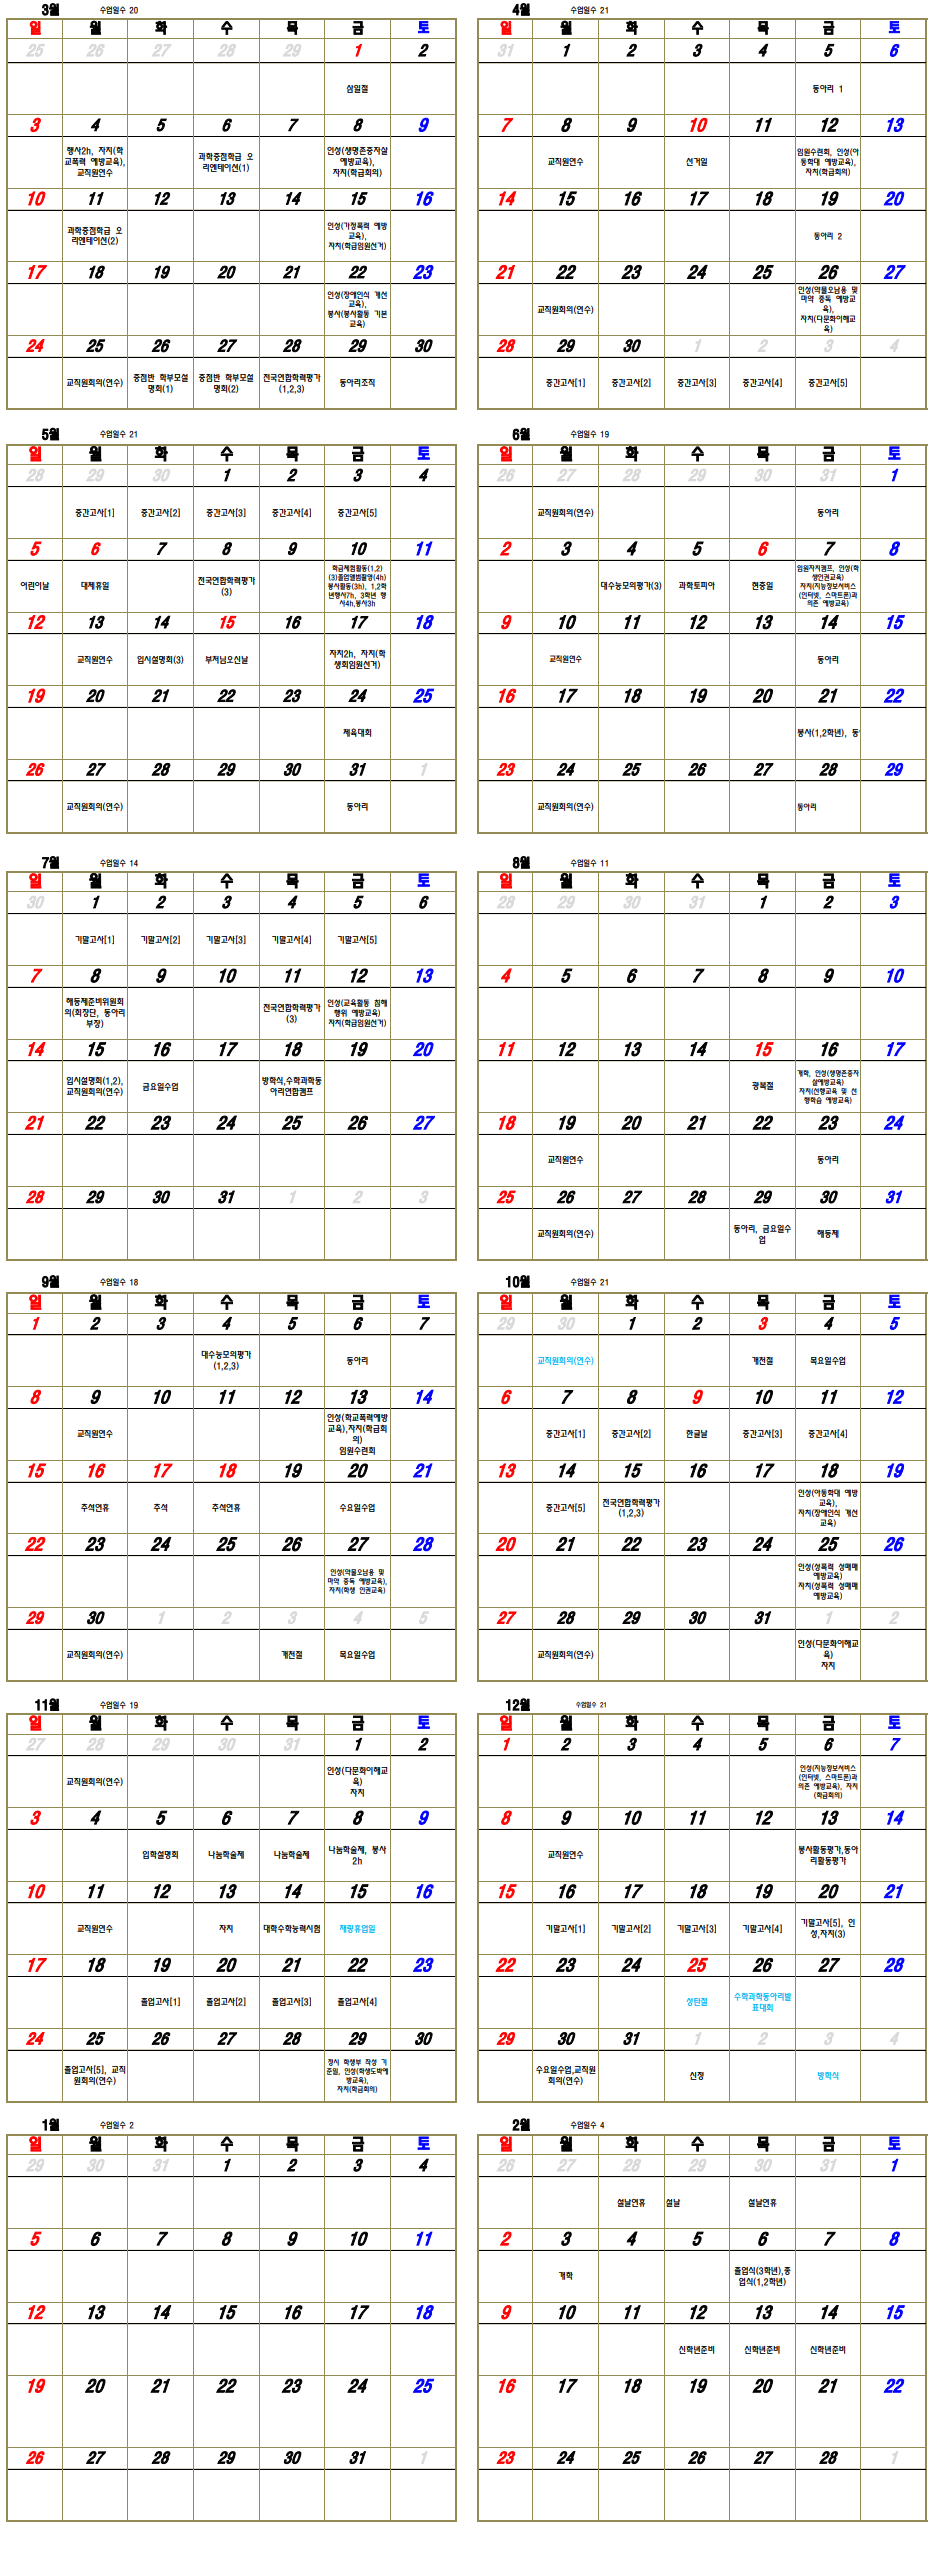 3월 수업일수 20
일 월 화 수 목 금 토
25 26 27 28 29 1 2
삼일절
3 4 5 6 7 8 9
행사2h, 자치(학
교폭력 예방교육),
교직원연수
과학중점학급 오
리엔테이션(1)
인성(생명존중자살
예방교육),
자치(학급회의)
10 11 12 13 14 15 16
과학중점학급 오
리엔테이션(2)
인성(가정폭력 예방
교육),
자치(학급임원선거)
17 18 19 20 21 22 23
인성(장애인식 개선
교육),
봉사(봉사활동 기본
교육)
24 25 26 27 28 29 30
교직원회의(연수)
중점반 학부모설
명회(1)
중점반 학부모설
명회(2)
전국연합학력평가
(1,2,3)
동아리조직
4월 수업일수 21
일 월 화 수 목 금 토
31 1 2 3 4 5 6
동아리 1
7 8 9 10 11 12 13
교직원연수
선거일
임원수련회, 인성(아
동학대 예방교육),
자치(학급회의)
14 15 16 17 18 19 20
동아리 2
21 22 23 24 25 26 27
교직원회의(연수)
인성(약물오남용 및
마약 중독 예방교
육),
자치(다문화이해교
육)
28 29 30 1 2 3 4
중간고사[1] 중간고사[2] 중간고사[3] 중간고사[4] 중간고사[5]
5월 수업일수 21
일 월 화 수 목 금 토
28 29 30 1 2 3 4
중간고사[1] 중간고사[2] 중간고사[3] 중간고사[4] 중간고사[5]
5 6 7 8 9 10 11
어린이날 대체휴일
전국연합학력평가
(3)
학급체험활동(1,2)
(3)졸업앨범촬영(4h)
봉사활동(3h), 1,2학
년행사7h, 3학년 행
사4h,봉사3h
12 13 14 15 16 17 18
교직원연수 입시설명회(3) 부처님오신날
자치2h, 자치(학
생회임원선거)
19 20 21 22 23 24 25
체육대회
26 27 28 29 30 31 1
교직원회의(연수) 동아리
6월 수업일수 19
일 월 화 수 목 금 토
26 27 28 29 30 31 1
교직원회의(연수) 동아리
2 3 4 5 6 7 8
대수능모의평가(3) 과학토피아 현충일
임원자치캠프, 인성(학
생인권교육)
자치(지능정보서비스
(인터넷, 스마트폰)과
의존 예방교육)
9 10 11 12 13 14 15
교직원연수 동아리
16 17 18 19 20 21 22
봉사(1,2학년), 동
23 24 25 26 27 28 29
교직원회의(연수) 동아리
7월 수업일수 14
일 월 화 수 목 금 토
30 1 2 3 4 5 6
기말고사[1] 기말고사[2] 기말고사[3] 기말고사[4] 기말고사[5]
7 8 9 10 11 12 13
해동제준비위원회
의(회장단, 동아리
부장)
전국연합학력평가
(3)
인성(교육활동 침해
행위 예방교육)
자치(학급임원선거)
14 15 16 17 18 19 20
입시설명회(1,2),
교직원회의(연수)
금요일수업
방학식,수학과학동
아리연합캠프
21 22 23 24 25 26 27
28 29 30 31 1 2 3
8월 수업일수 11
일 월 화 수 목 금 토
28 29 30 31 1 2 3
4 5 6 7 8 9 10
11 12 13 14 15 16 17
광복절
개학, 인성(생명존중자
살예방교육)
자치(선행교육 및 선
행학습 예방교육)
18 19 20 21 22 23 24
교직원연수 동아리
25 26 27 28 29 30 31
교직원회의(연수)
동아리, 금요일수
업
해동제
9월 수업일수 18
일 월 화 수 목 금 토
1 2 3 4 5 6 7
대수능모의평가
(1,2,3)
동아리
8 9 10 11 12 13 14
교직원연수
인성(학교폭력예방
교육),자치(학급회
의)
임원수련회
15 16 17 18 19 20 21
추석연휴 추석 추석연휴 수요일수업
22 23 24 25 26 27 28
인성(약물오남용 및
마약 중독 예방교육),
자치(학생 인권교육)
29 30 1 2 3 4 5
교직원회의(연수) 개천절 목요일수업
10월 수업일수 21
일 월 화 수 목 금 토
29 30 1 2 3 4 5
교직원회의(연수) 개천절 목요일수업
6 7 8 9 10 11 12
중간고사[1] 중간고사[2] 한글날 중간고사[3] 중간고사[4]
13 14 15 16 17 18 19
중간고사[5]
전국연합학력평가
(1,2,3)
인성(아동학대 예방
교육),
자치(장애인식 개선
교육)
20 21 22 23 24 25 26
인성(성폭력 성매매
예방교육)
자치(성폭력 성매매
예방교육)
27 28 29 30 31 1 2
교직원회의(연수)
인성(다문화이해교
육)
자치
11월 수업일수 19
일 월 화 수 목 금 토
27 28 29 30 31 1 2
교직원회의(연수)
인성(다문화이해교
육)
자치
3 4 5 6 7 8 9
입학설명회 나눔학술제 나눔학술제
나눔학술제, 봉사
2h
10 11 12 13 14 15 16
교직원연수 자치 대학수학능력시험 재량휴업일
17 18 19 20 21 22 23
졸업고사[1] 졸업고사[2] 졸업고사[3] 졸업고사[4]
24 25 26 27 28 29 30
졸업고사[5], 교직
원회의(연수)
정시 학생부 작성 기
준일, 인성(학생도박예
방교육),
자치(학급회의)
12월 수업일수 21
일 월 화 수 목 금 토
1 2 3 4 5 6 7
인성(지능정보서비스
(인터넷, 스마트폰)과
의존 예방교육), 자치
(학급회의)
8 9 10 11 12 13 14
교직원연수
봉사활동평가,동아
리활동평가
15 16 17 18 19 20 21
기말고사[1] 기말고사[2] 기말고사[3] 기말고사[4]
기말고사[5], 인
성,자치(3)
22 23 24 25 26 27 28
성탄절
수학과학동아리발
표대회
29 30 31 1 2 3 4
수요일수업,교직원
회의(연수)
신정 방학식
1월 수업일수 2
일 월 화 수 목 금 토
29 30 31 1 2 3 4
5 6 7 8 9 10 11
12 13 14 15 16 17 18
19 20 21 22 23 24 25
26 27 28 29 30 31 1
2월 수업일수 4
일 월 화 수 목 금 토
26 27 28 29 30 31 1
설날연휴 설날 설날연휴
2 3 4 5 6 7 8
개학
졸업식(3학년),종
업식(1,2학년)
9 10 11 12 13 14 15
신학년준비 신학년준비 신학년준비
16 17 18 19 20 21 22
23 24 25 26 27 28 1